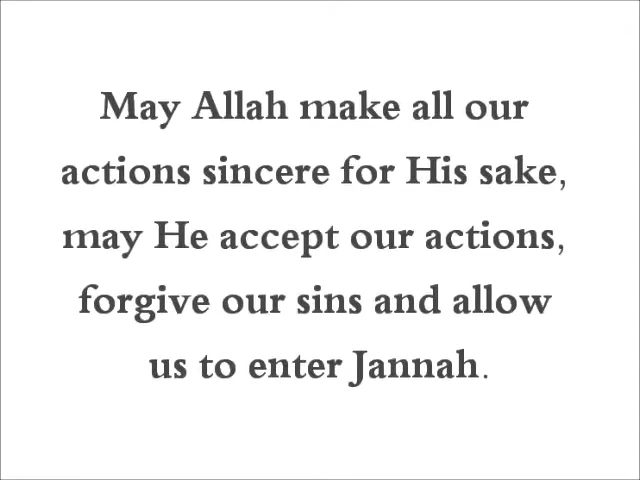 May Allah make all our
actions sincere for His sake,
may He accept our actions,
forgive our sins and allow
us to enter Jannah.